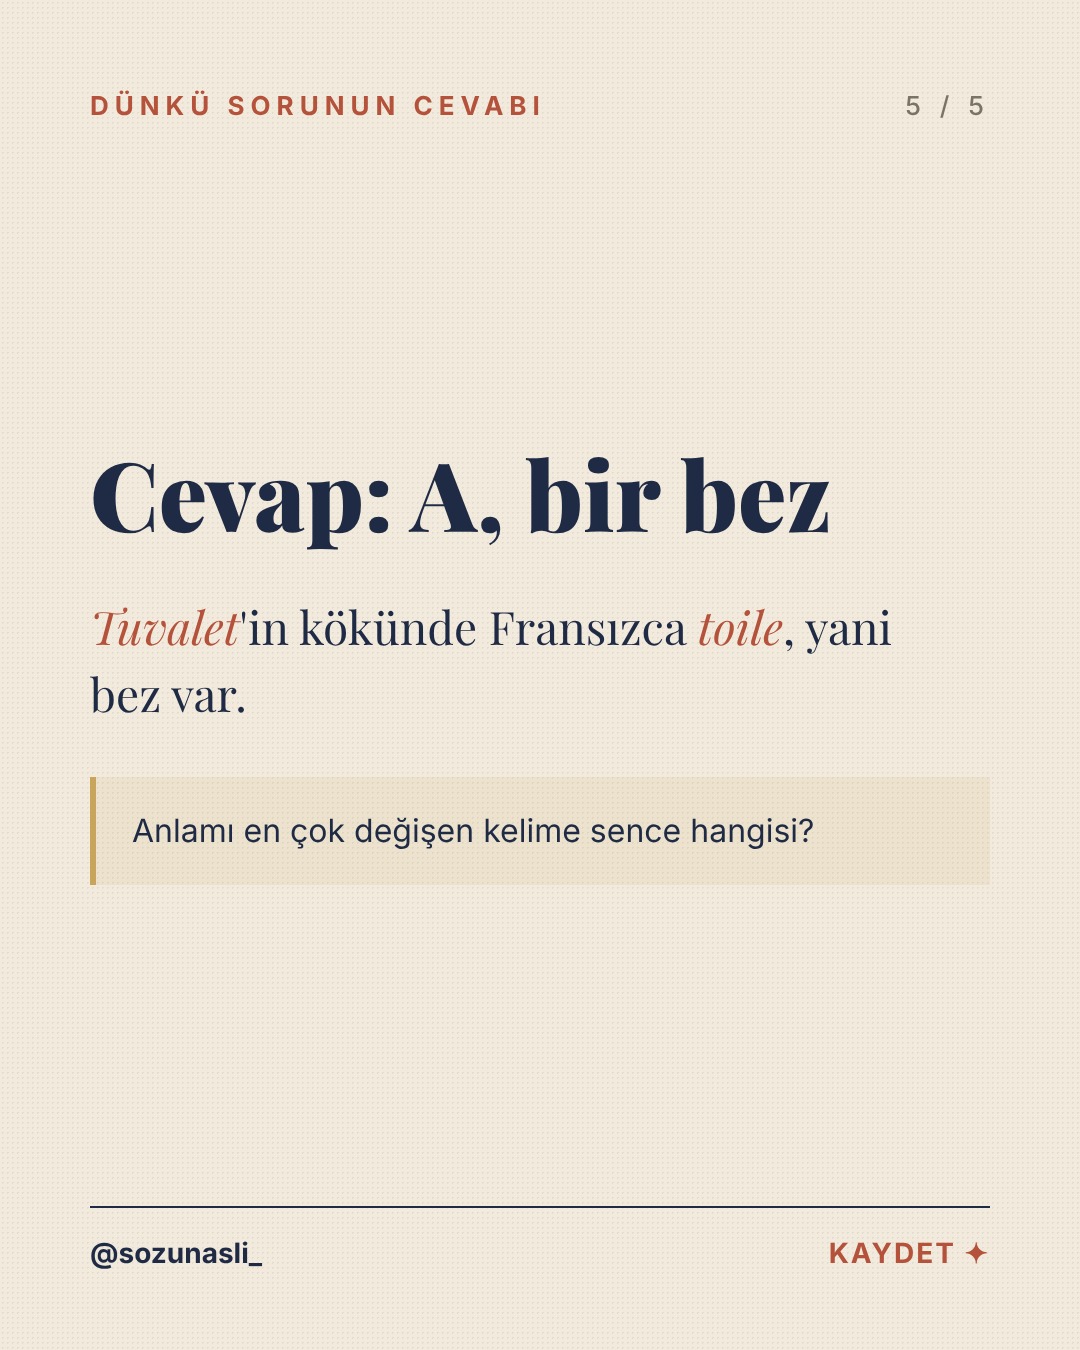 DÜNKÜ SORUNUN CEVABI
5 / 5
Cevap: A, bir bez
Tuvalet'in kökünde Fransızca toile, yani
bez var.
Anlamı en çok değişen kelime sence hangisi?
@sozunasli_
KAYDET ✦